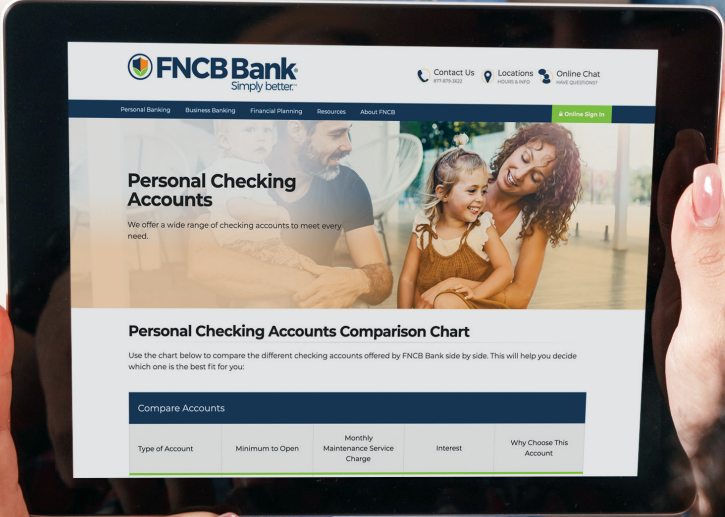 FNCB Bank
Simply better.™
Contact Us
877-879-3622
Locations
HOURS & INFO
Online Chat
HAVE QUESTIONS?
Personal Banking Business Banking Financial Planning Resources About FNCB
Online Sign In
Personal Checking
Accounts
We offer a wide range of checking accounts to meet every
need.
Personal Checking Accounts Comparison Chart
Use the chart below to compare the different checking accounts offered by FNCB Bank side by side. This will help you decide
which one is the best fit for you:
Compare Accounts
Type of Account
Minimum to Open
Monthly
Maintenance Service
Charge
Interest
Why Choose This
Account